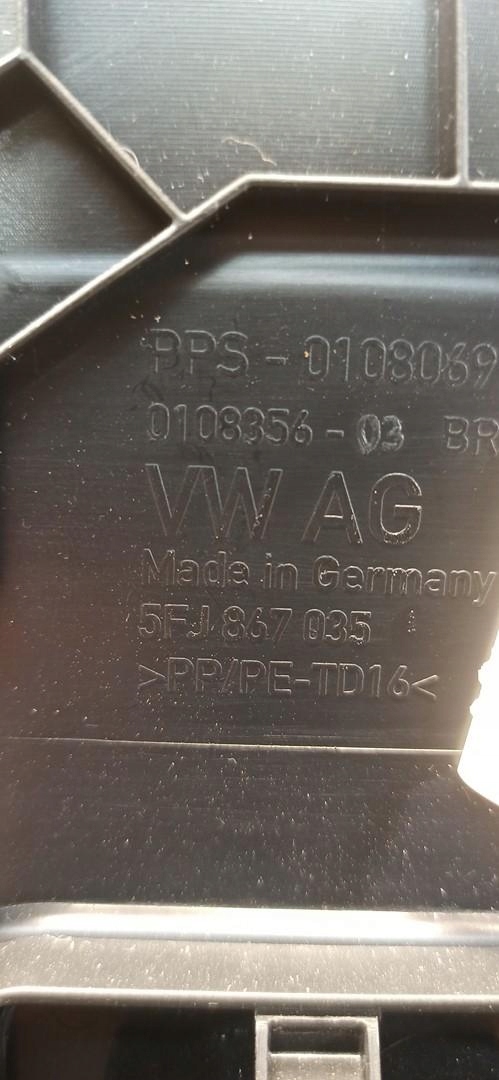 PPS - 0108069
0108356 - 03 BR
VW AG
Made in Germany
5FJ 867 035
>PP/PE-TD16<